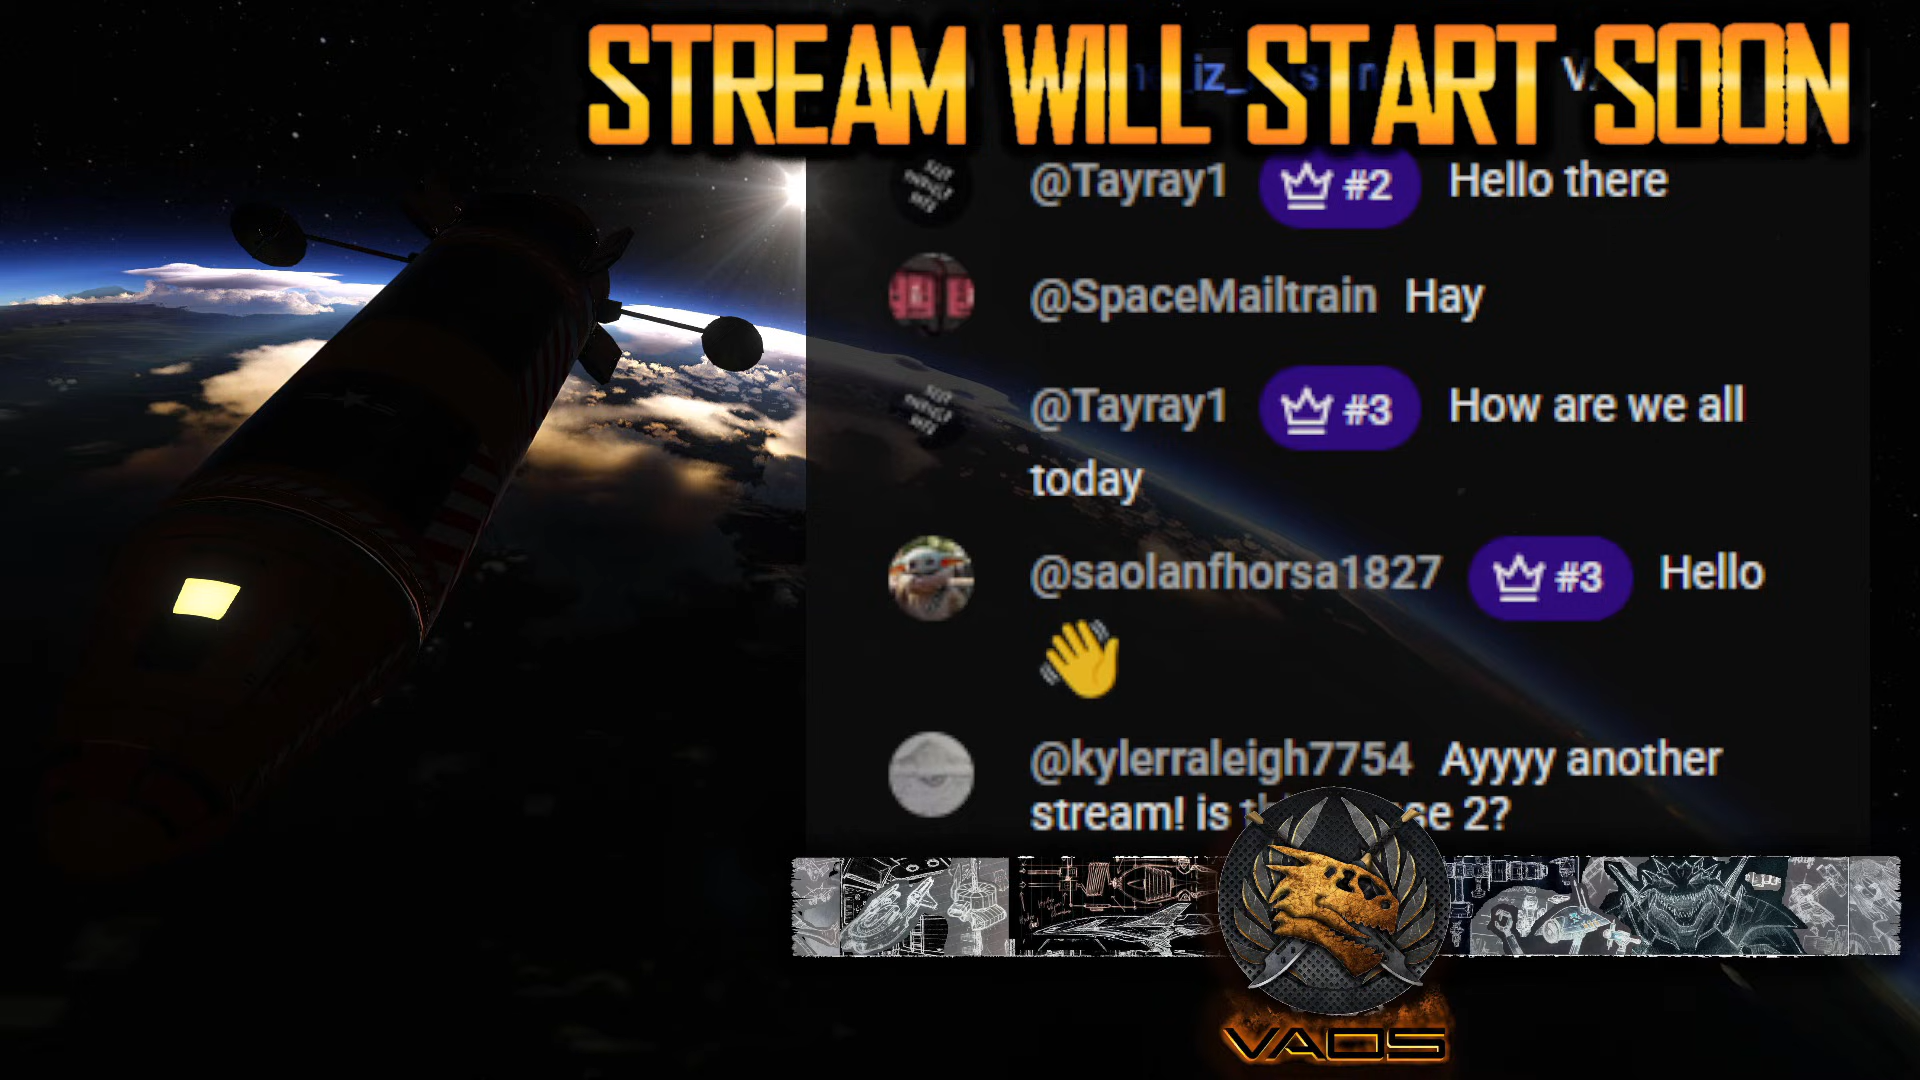 STREAM WILL START SOON
@Tayray1 #2 Hello there
@SpaceMailtrain Hay
@Tayray1 #3 How are we all
today
@saolanfhorsa1827 #3 Hello
👋
@kylerraleigh7754 Ayyyy another
stream! is 2?
VAOS